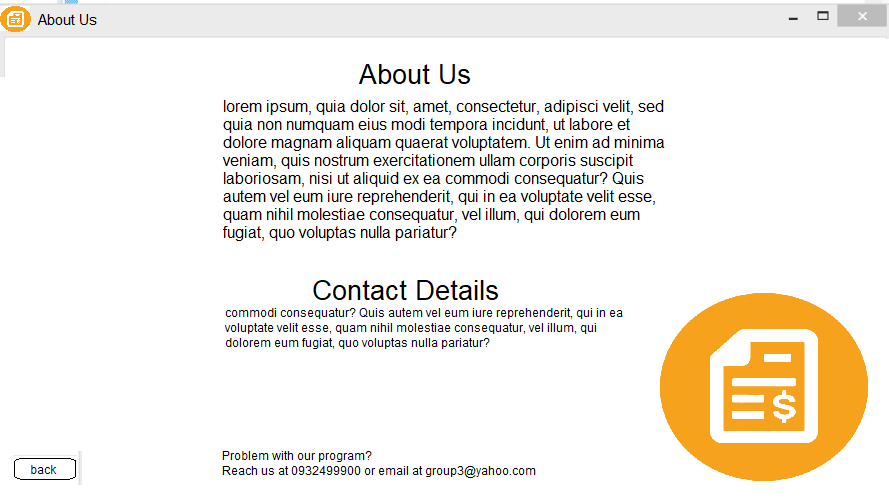 About Us
About Us
lorem ipsum, quia dolor sit, amet, consectetur, adipisci velit, sed
quia non numquam eius modi tempora incidunt, ut labore et
dolore magnam aliquam quaerat voluptatem. Ut enim ad minima
veniam, quis nostrum exercitationem ullam corporis suscipit
laboriosam, nisi ut aliquid ex ea commodi consequatur? Quis
autem vel eum iure reprehenderit, qui in ea voluptate velit esse,
quam nihil molestiae consequatur, vel illum, qui dolorem eum
fugiat, quo voluptas nulla pariatur?
Contact Details
commodi consequatur? Quis autem vel eum iure reprehenderit, qui in ea
voluptate velit esse, quam nihil molestiae consequatur, vel illum, qui
dolorem eum fugiat, quo voluptas nulla pariatur?
$
Problem with our program?
Reach us at 0932499900 or email at group3@yahoo.com
back